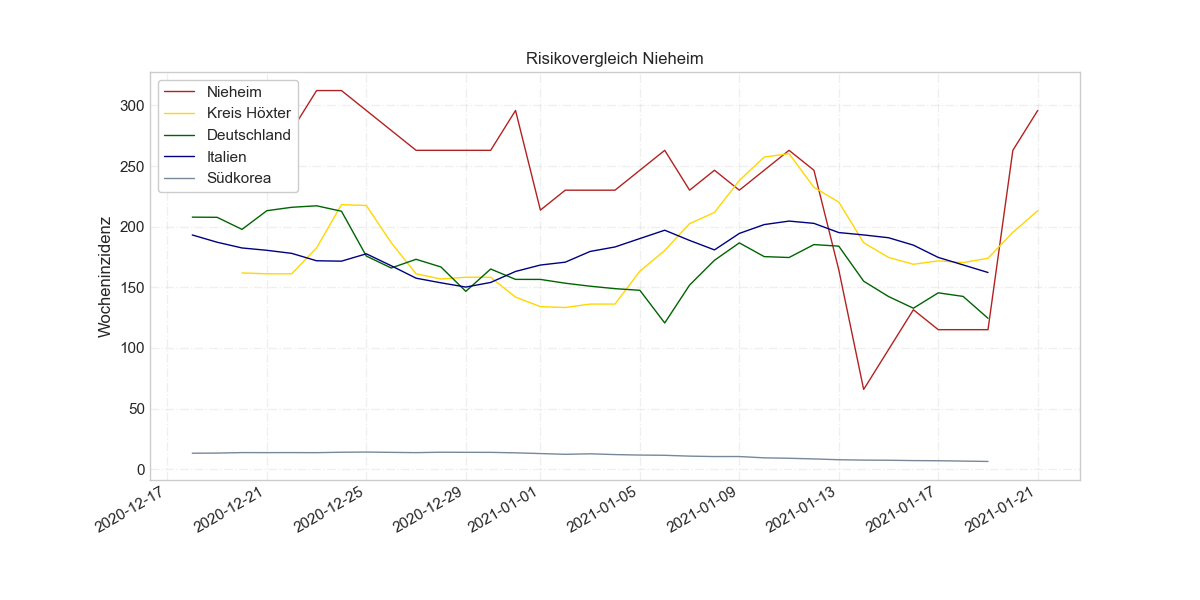 Risikovergleich Nieheim
Nieheim
Kreis Höxter
Deutschland
Italien
Südkorea
Wocheninzidenz
300
250
200
150
100
50
0
2020-12-17
2020-12-21
2020-12-25
2020-12-29
2021-01-01
2021-01-05
2021-01-09
2021-01-13
2021-01-17
2021-01-21